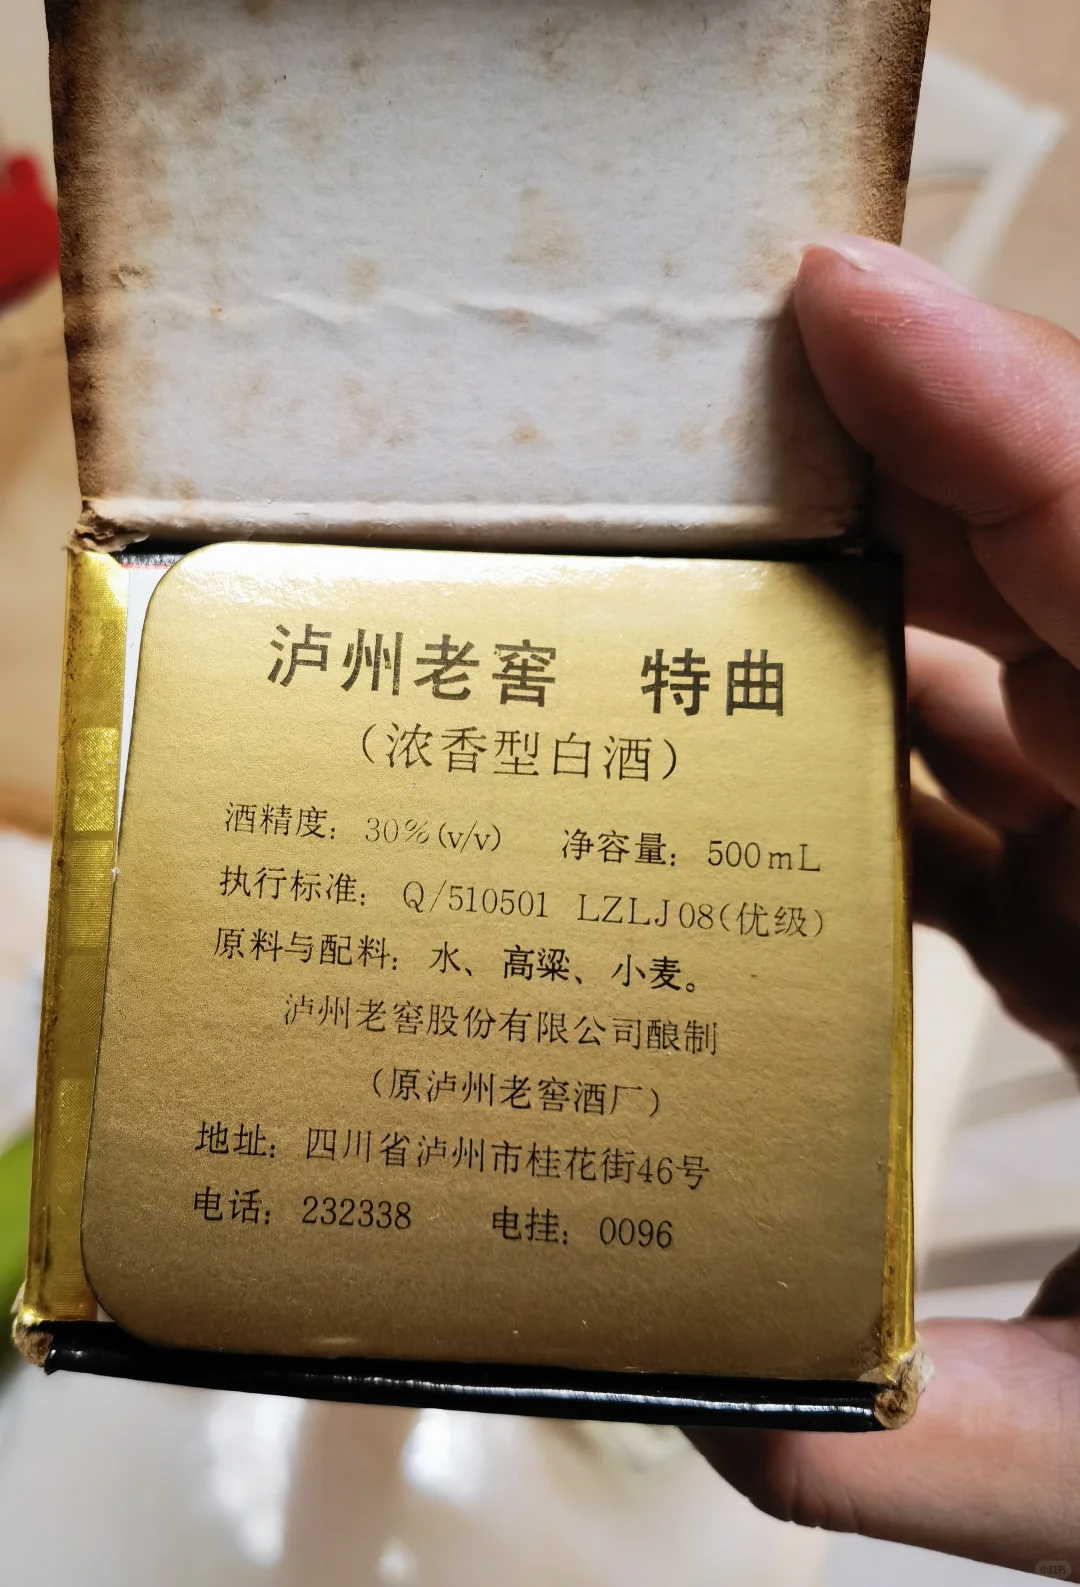 泸州老窖 特曲
（浓香型白酒）
酒精度：30%(v/v) 净容量：500mL
执行标准：Q/510501 LZLJ08(优级)
原料与配料：水、高粱、小麦。
泸州老窖股份有限公司酿制
（原泸州老窖酒厂）
地址：四川省泸州市桂花街46号
电话：232338 电挂：0096